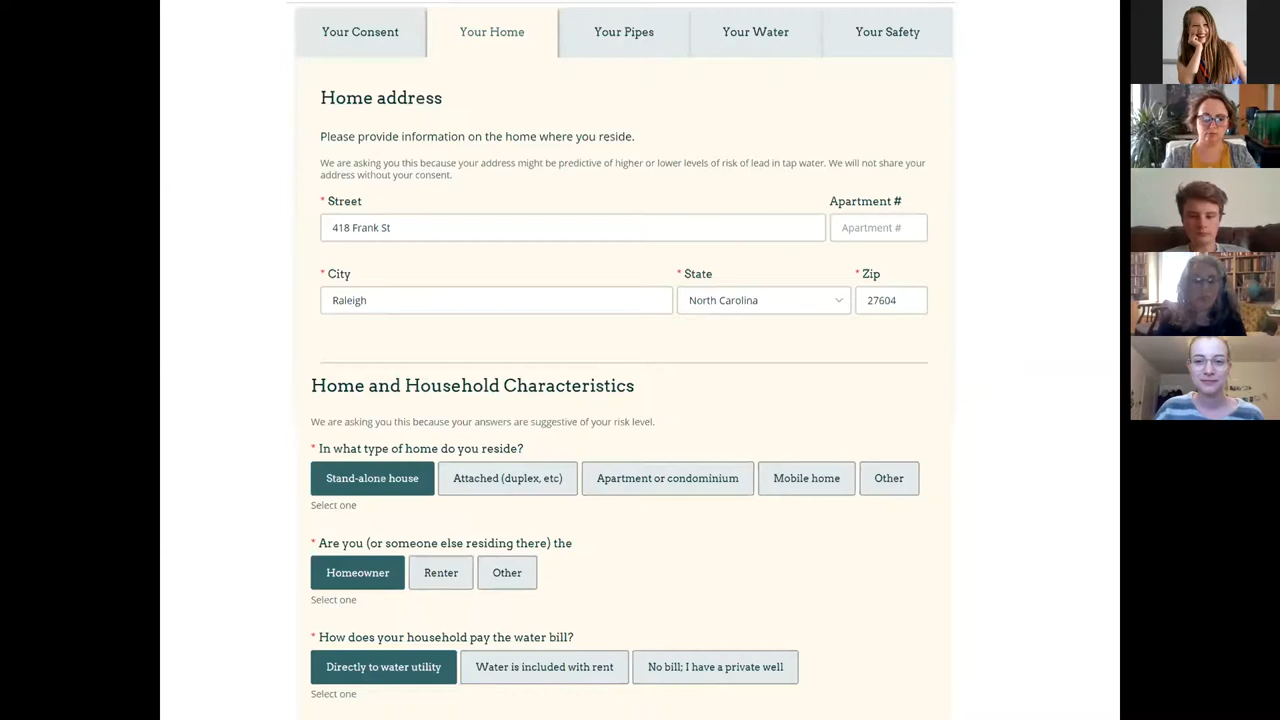 Your Consent Your Home Your Pipes Your Water Your Safety
Home address
Please provide information on the home where you reside.
We are asking you this because your address might be predictive of higher or lower levels of risk of lead in tap water. We will not share your
address without your consent.
* Street Apartment #
418 Frank St Apartment #
* City * State * Zip
Raleigh North Carolina 27604
Home and Household Characteristics
We are asking you this because your answers are suggestive of your risk level.
* In what type of home do you reside?
Stand-alone house Attached (duplex, etc) Apartment or condominium Mobile home Other
Select one
* Are you (or someone else residing there) the
Homeowner Renter Other
Select one
* How does your household pay the water bill?
Directly to water utility Water is included with rent No bill; I have a private well
Select one